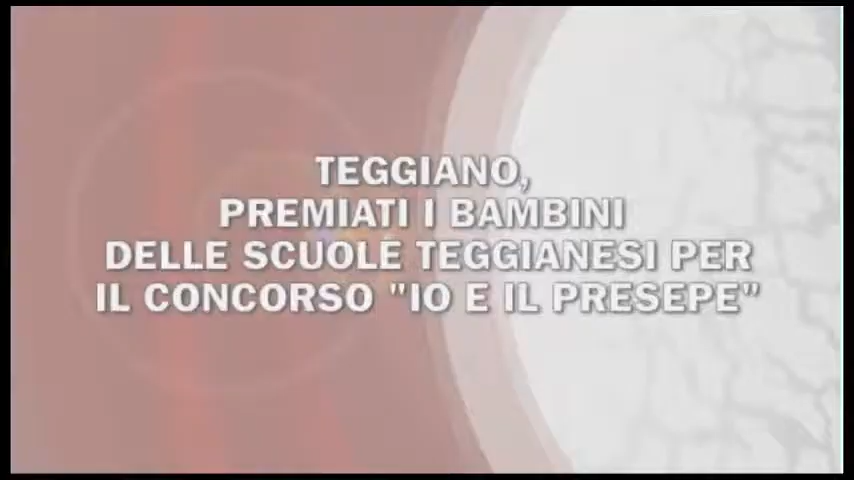 TEGGIANO,
PREMIATI I BAMBINI
DELLE SCUOLE TEGGIANESI PER
IL CONCORSO "IO E IL PRESEPE"